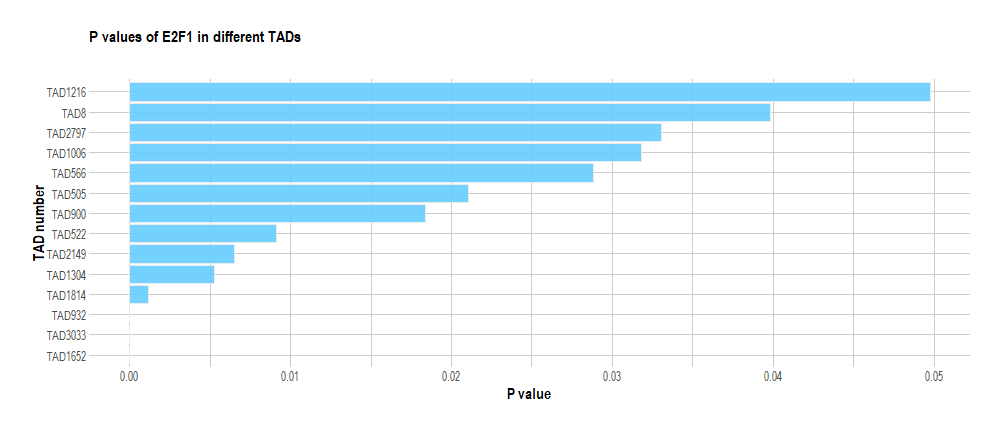 P values of E2F1 in different TADs
TAD number
TAD1216
TAD8
TAD2797
TAD1006
TAD566
TAD505
TAD900
TAD522
TAD2149
TAD1304
TAD1814
TAD932
TAD3033
TAD1652
0.00 0.01 0.02 0.03 0.04 0.05
P value